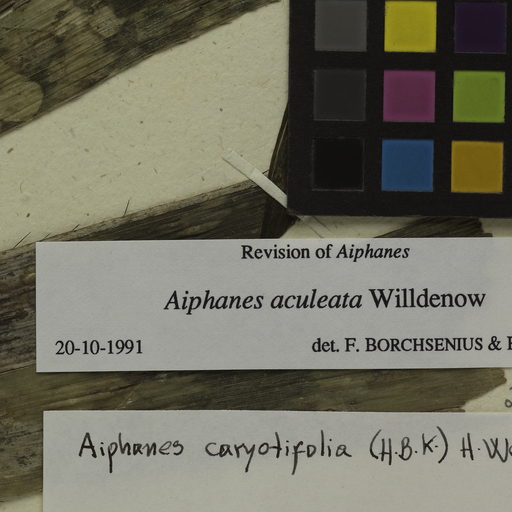 Revision of Aiphanes
Aiphanes aculeata Willdenow
20-10-1991 det. F. BORCHSENIUS &
Aiphanes caryotifolia (H.B.K.) H.